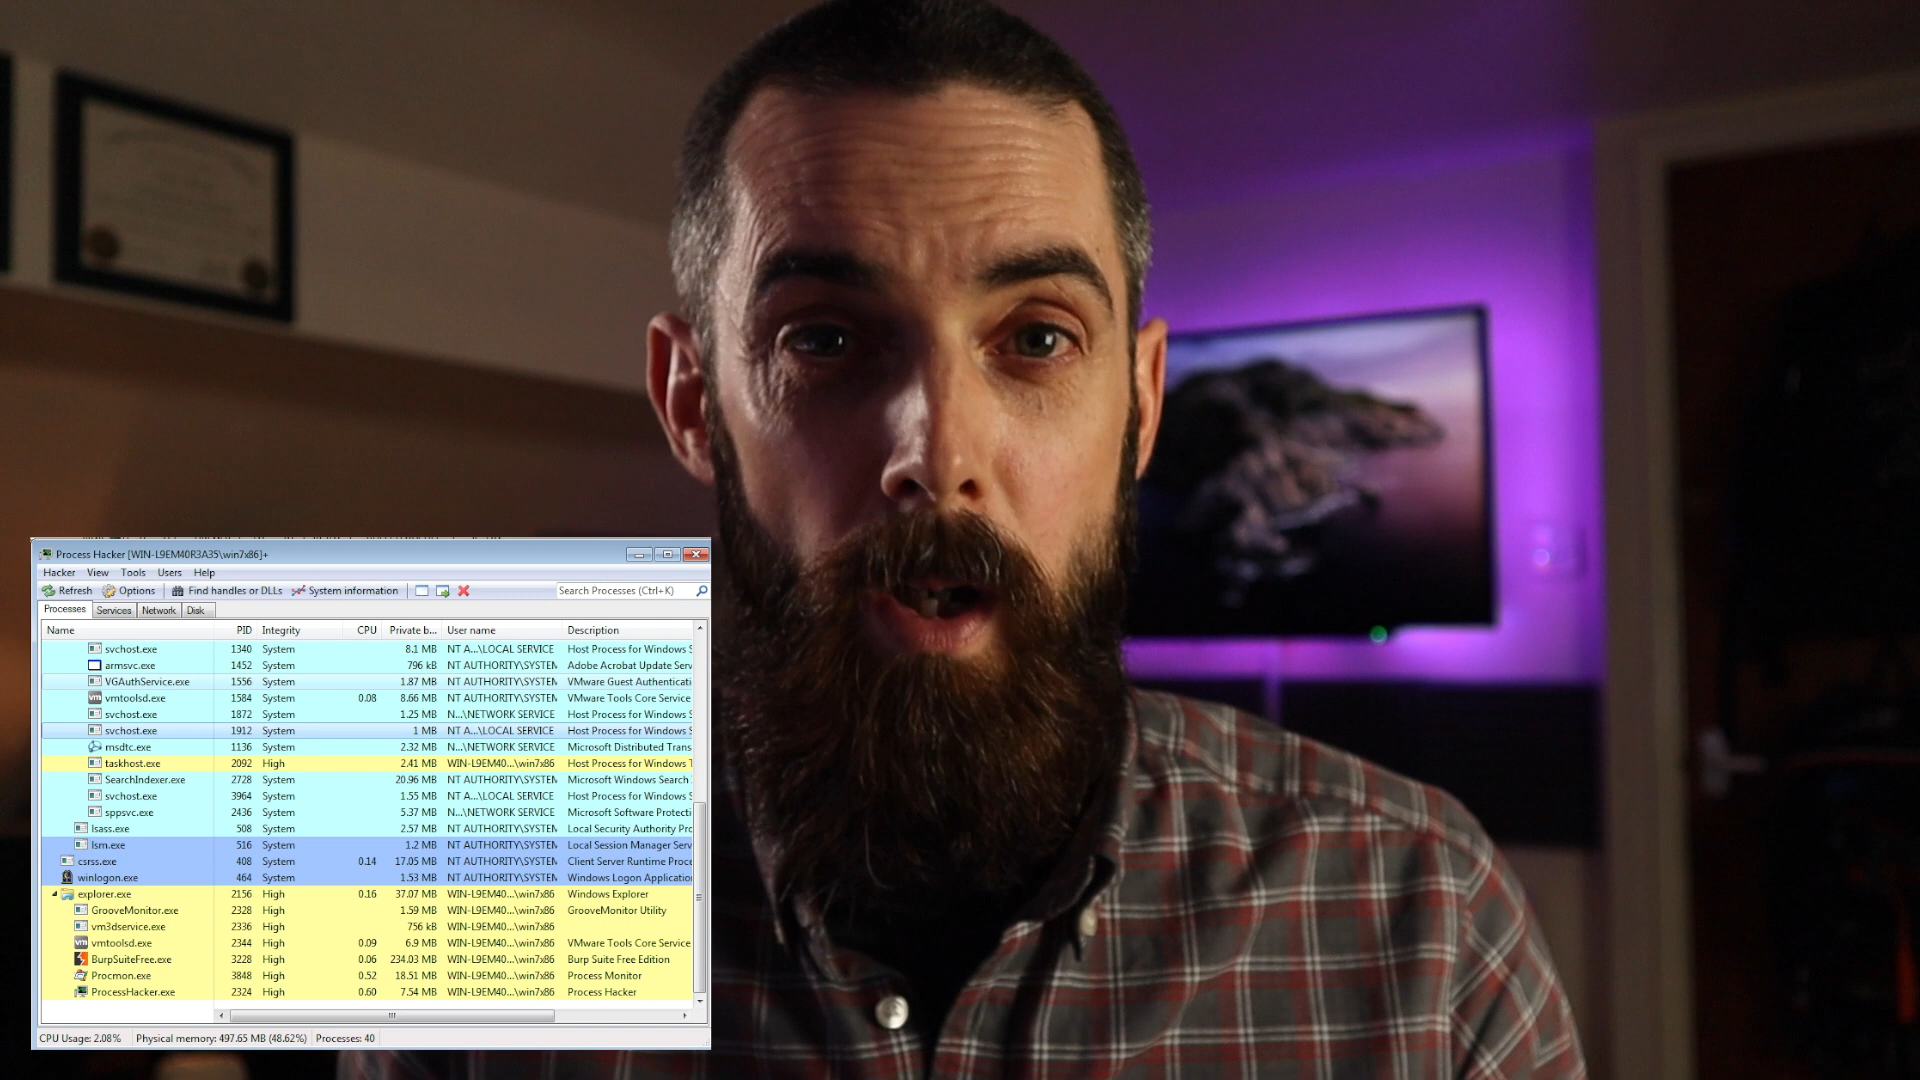 Process Hacker [WIN-L9EM40R3A35\win7x86]+
Hacker View Tools Users Help
Refresh Options Find handles or DLLs System information Search Processes (Ctrl+K)
Processes Services Network Disk
Name PID Integrity CPU Private b... User name Description
svchost.exe 1340 System 8.1 MB NT A...\LOCAL SERVICE Host Process for Windows S
armsvc.exe 1452 System 796 kB NT AUTHORITY\SYSTEM Adobe Acrobat Update Serv
VGAuthService.exe 1556 System 1.87 MB NT AUTHORITY\SYSTEM VMware Guest Authenticati
vm vmtoolsd.exe 1584 System 0.08 8.66 MB NT AUTHORITY\SYSTEM VMware Tools Core Service
svchost.exe 1872 System 1.25 MB N...\NETWORK SERVICE Host Process for Windows S
svchost.exe 1912 System 1 MB NT A...\LOCAL SERVICE Host Process for Windows S
msdtc.exe 1136 System 2.32 MB N...\NETWORK SERVICE Microsoft Distributed Trans
taskhost.exe 2092 High 2.41 MB WIN-L9EM40...\win7x86 Host Process for Windows T
SearchIndexer.exe 2728 System 20.96 MB NT AUTHORITY\SYSTEM Microsoft Windows Search
svchost.exe 3964 System 1.55 MB NT A...\LOCAL SERVICE Host Process for Windows S
sppsvc.exe 2436 System 5.37 MB N...\NETWORK SERVICE Microsoft Software Protecti
lsass.exe 508 System 2.57 MB NT AUTHORITY\SYSTEM Local Security Authority Pro
lsm.exe 516 System 1.2 MB NT AUTHORITY\SYSTEM Local Session Manager Serv
csrss.exe 408 System 0.14 17.05 MB NT AUTHORITY\SYSTEM Client Server Runtime Proce
winlogon.exe 464 System 1.53 MB NT AUTHORITY\SYSTEM Windows Logon Application
explorer.exe 2156 High 0.16 37.07 MB WIN-L9EM40...\win7x86 Windows Explorer
GrooveMonitor.exe 2328 High 1.59 MB WIN-L9EM40...\win7x86 GrooveMonitor Utility
vm3dservice.exe 2336 High 756 kB WIN-L9EM40...\win7x86
vm vmtoolsd.exe 2344 High 0.09 6.9 MB WIN-L9EM40...\win7x86 VMware Tools Core Service
BurpSuiteFree.exe 3228 High 0.06 234.03 MB WIN-L9EM40...\win7x86 Burp Suite Free Edition
Procmon.exe 3848 High 0.52 18.51 MB WIN-L9EM40...\win7x86 Process Monitor
ProcessHacker.exe 2324 High 0.60 7.54 MB WIN-L9EM40...\win7x86 Process Hacker
CPU Usage: 2.08% Physical memory: 497.65 MB (48.62%) Processes: 40